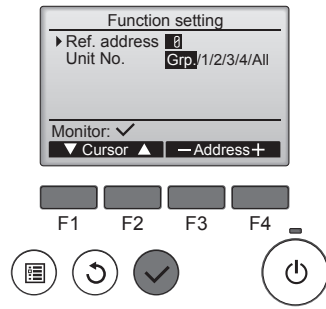 Function setting
Ref. address 0
Unit No. Grp./1/2/3/4/All
Monitor: ✓
▼ Cursor ▲ −Address+
F1 F2 F3 F4